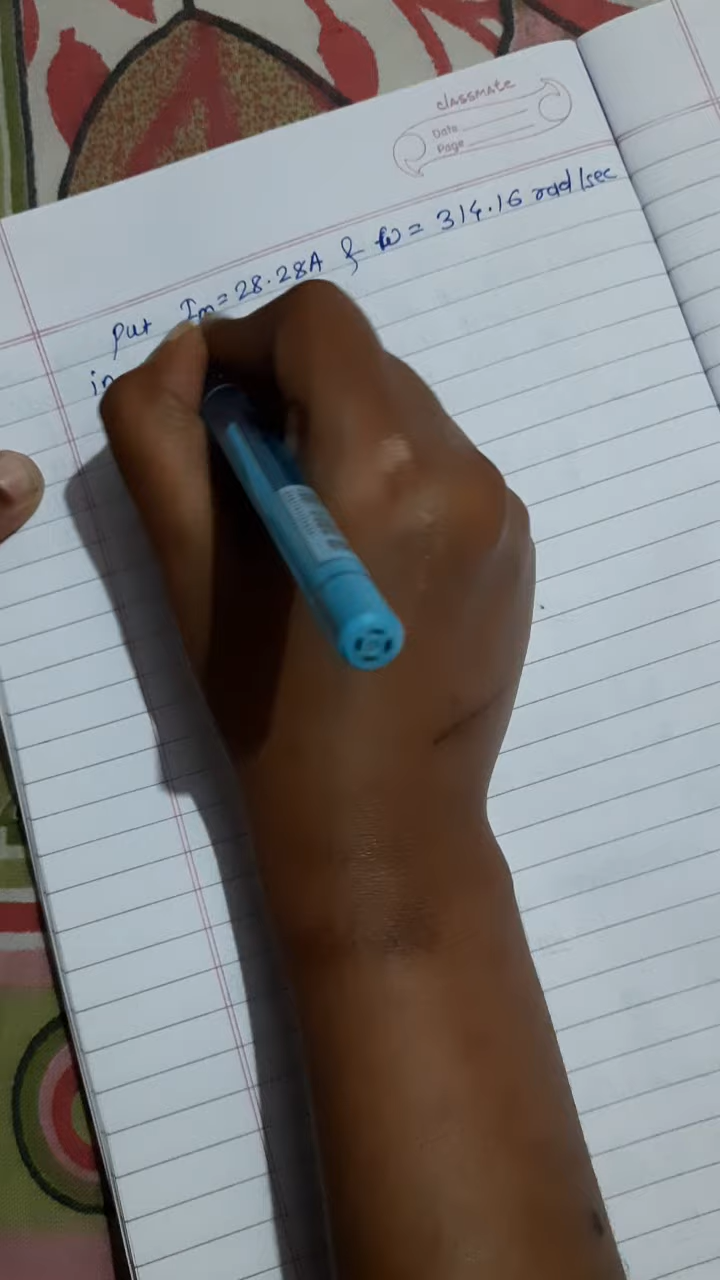 classmate
Date
Page
Put Im = 28.28A & ω = 314.16 rad/sec
in